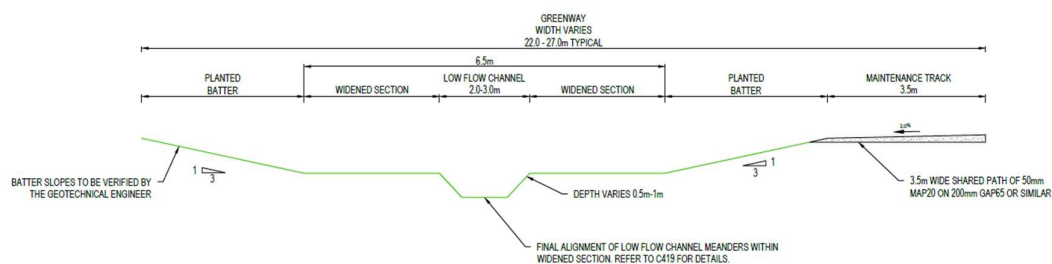 GREENWAY
WIDTH VARIES
22.0 - 27.0m TYPICAL
6.5m
PLANTED
BATTER
WIDENED SECTION
LOW FLOW CHANNEL
2.0-3.0m
WIDENED SECTION
PLANTED
BATTER
MAINTENANCE TRACK
3.5m
2.0%
1
3
1
3
BATTER SLOPES TO BE VERIFIED BY
THE GEOTECHNICAL ENGINEER
DEPTH VARIES 0.5m-1m
3.5m WIDE SHARED PATH OF 50mm
MAP20 ON 200mm GAP65 OR SIMILAR
FINAL ALIGNMENT OF LOW FLOW CHANNEL MEANDERS WITHIN
WIDENED SECTION. REFER TO C419 FOR DETAILS.